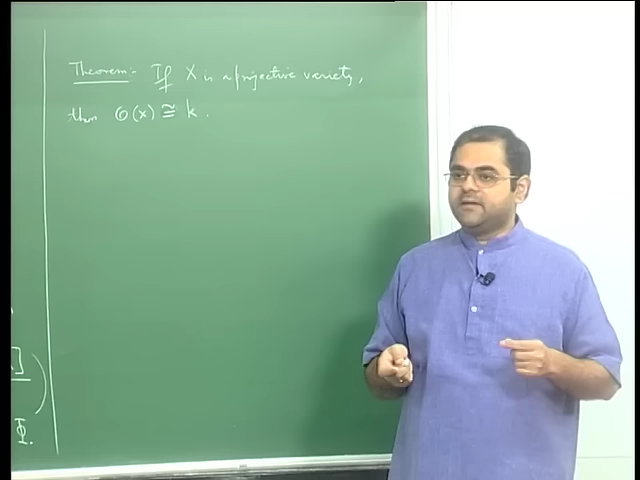 Theorem:- If X is a projective variety,
then O(X) ≅ k.
]
Φ.